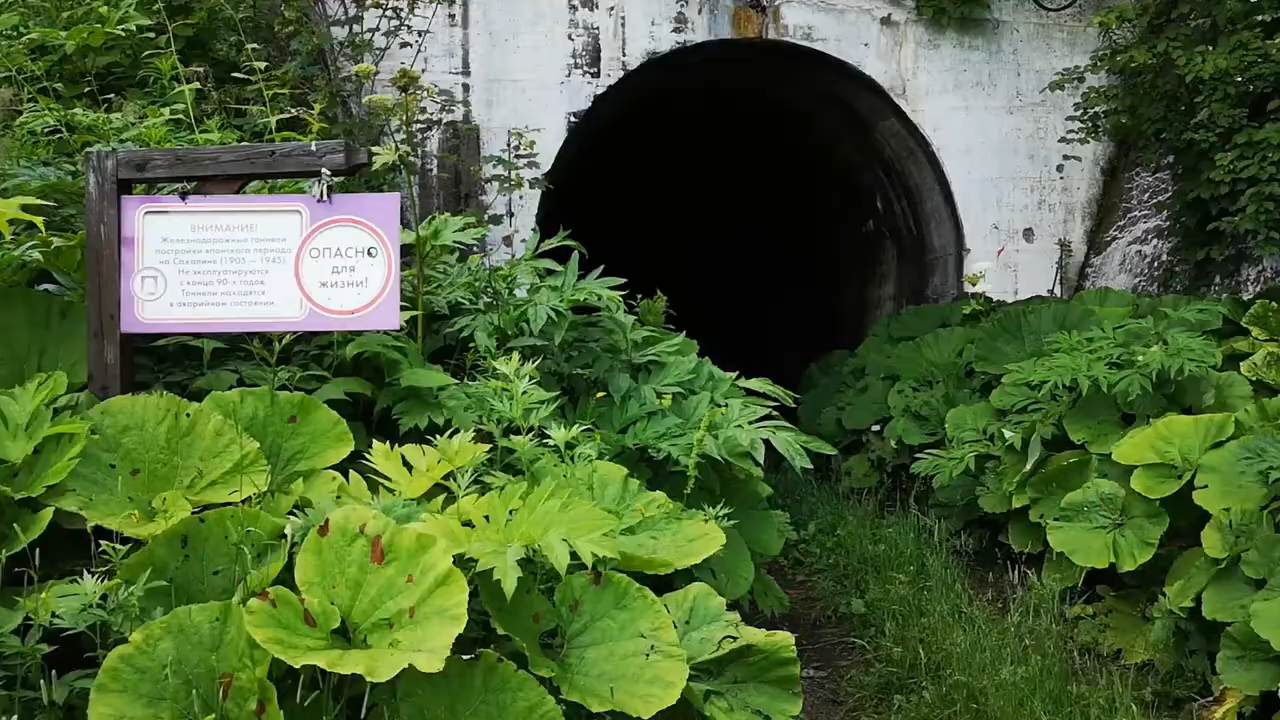 ВНИМАНИЕ!
Железнодорожные тоннели
постройки японского периода
на Сахалине (1905 – 1945).
Не эксплуатируются
с конца 90-х годов.
Тоннели находятся
в аварийном состоянии.
ОПАСНО
для
жизни!